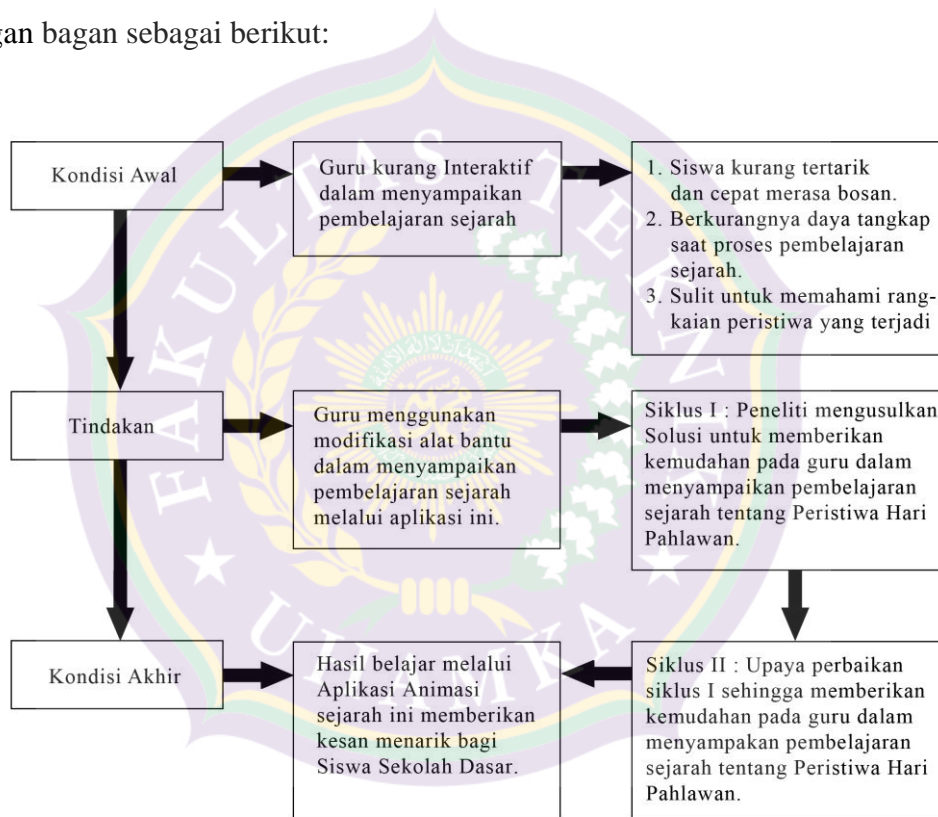 gan bagan sebagai berikut:
Kondisi Awal
Guru kurang Interaktif
dalam menyampaikan
pembelajaran sejarah
1. Siswa kurang tertarik
dan cepat merasa bosan.
2. Berkurangnya daya tangkap
saat proses pembelajaran
sejarah.
3. Sulit untuk memahami rang-
kaian peristiwa yang terjadi
Tindakan
Guru menggunakan
modifikasi alat bantu
dalam menyampaikan
pembelajaran sejarah
melalui aplikasi ini.
Siklus I : Peneliti mengusulkan
Solusi untuk memberikan
kemudahan pada guru dalam
menyampaikan pembelajaran
sejarah tentang Peristiwa Hari
Pahlawan.
Kondisi Akhir
Hasil belajar melalui
Aplikasi Animasi
sejarah ini memberikan
kesan menarik bagi
Siswa Sekolah Dasar.
Siklus II : Upaya perbaikan
siklus I sehingga memberikan
kemudahan pada guru dalam
menyampakan pembelajaran
sejarah tentang Peristiwa Hari
Pahlawan.
FAKULTAS TEKNIK
UHAMKA